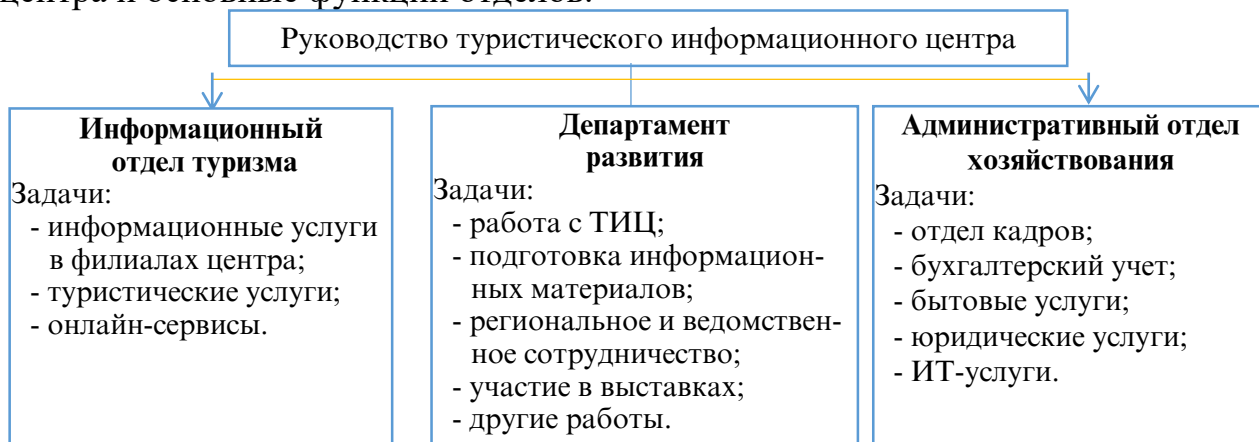 центра и основные функции отделов.
Руководство туристического информационного центра
Информационный
отдел туризма
Задачи:
- информационные услуги
в филиалах центра;
- туристические услуги;
- онлайн-сервисы.
Департамент
развития
Задачи:
- работа с ТИЦ;
- подготовка информацион-
ных материалов;
- региональное и ведомствен-
ное сотрудничество;
- участие в выставках;
- другие работы.
Административный отдел
хозяйствования
Задачи:
- отдел кадров;
- бухгалтерский учет;
- бытовые услуги;
- юридические услуги;
- ИТ-услуги.